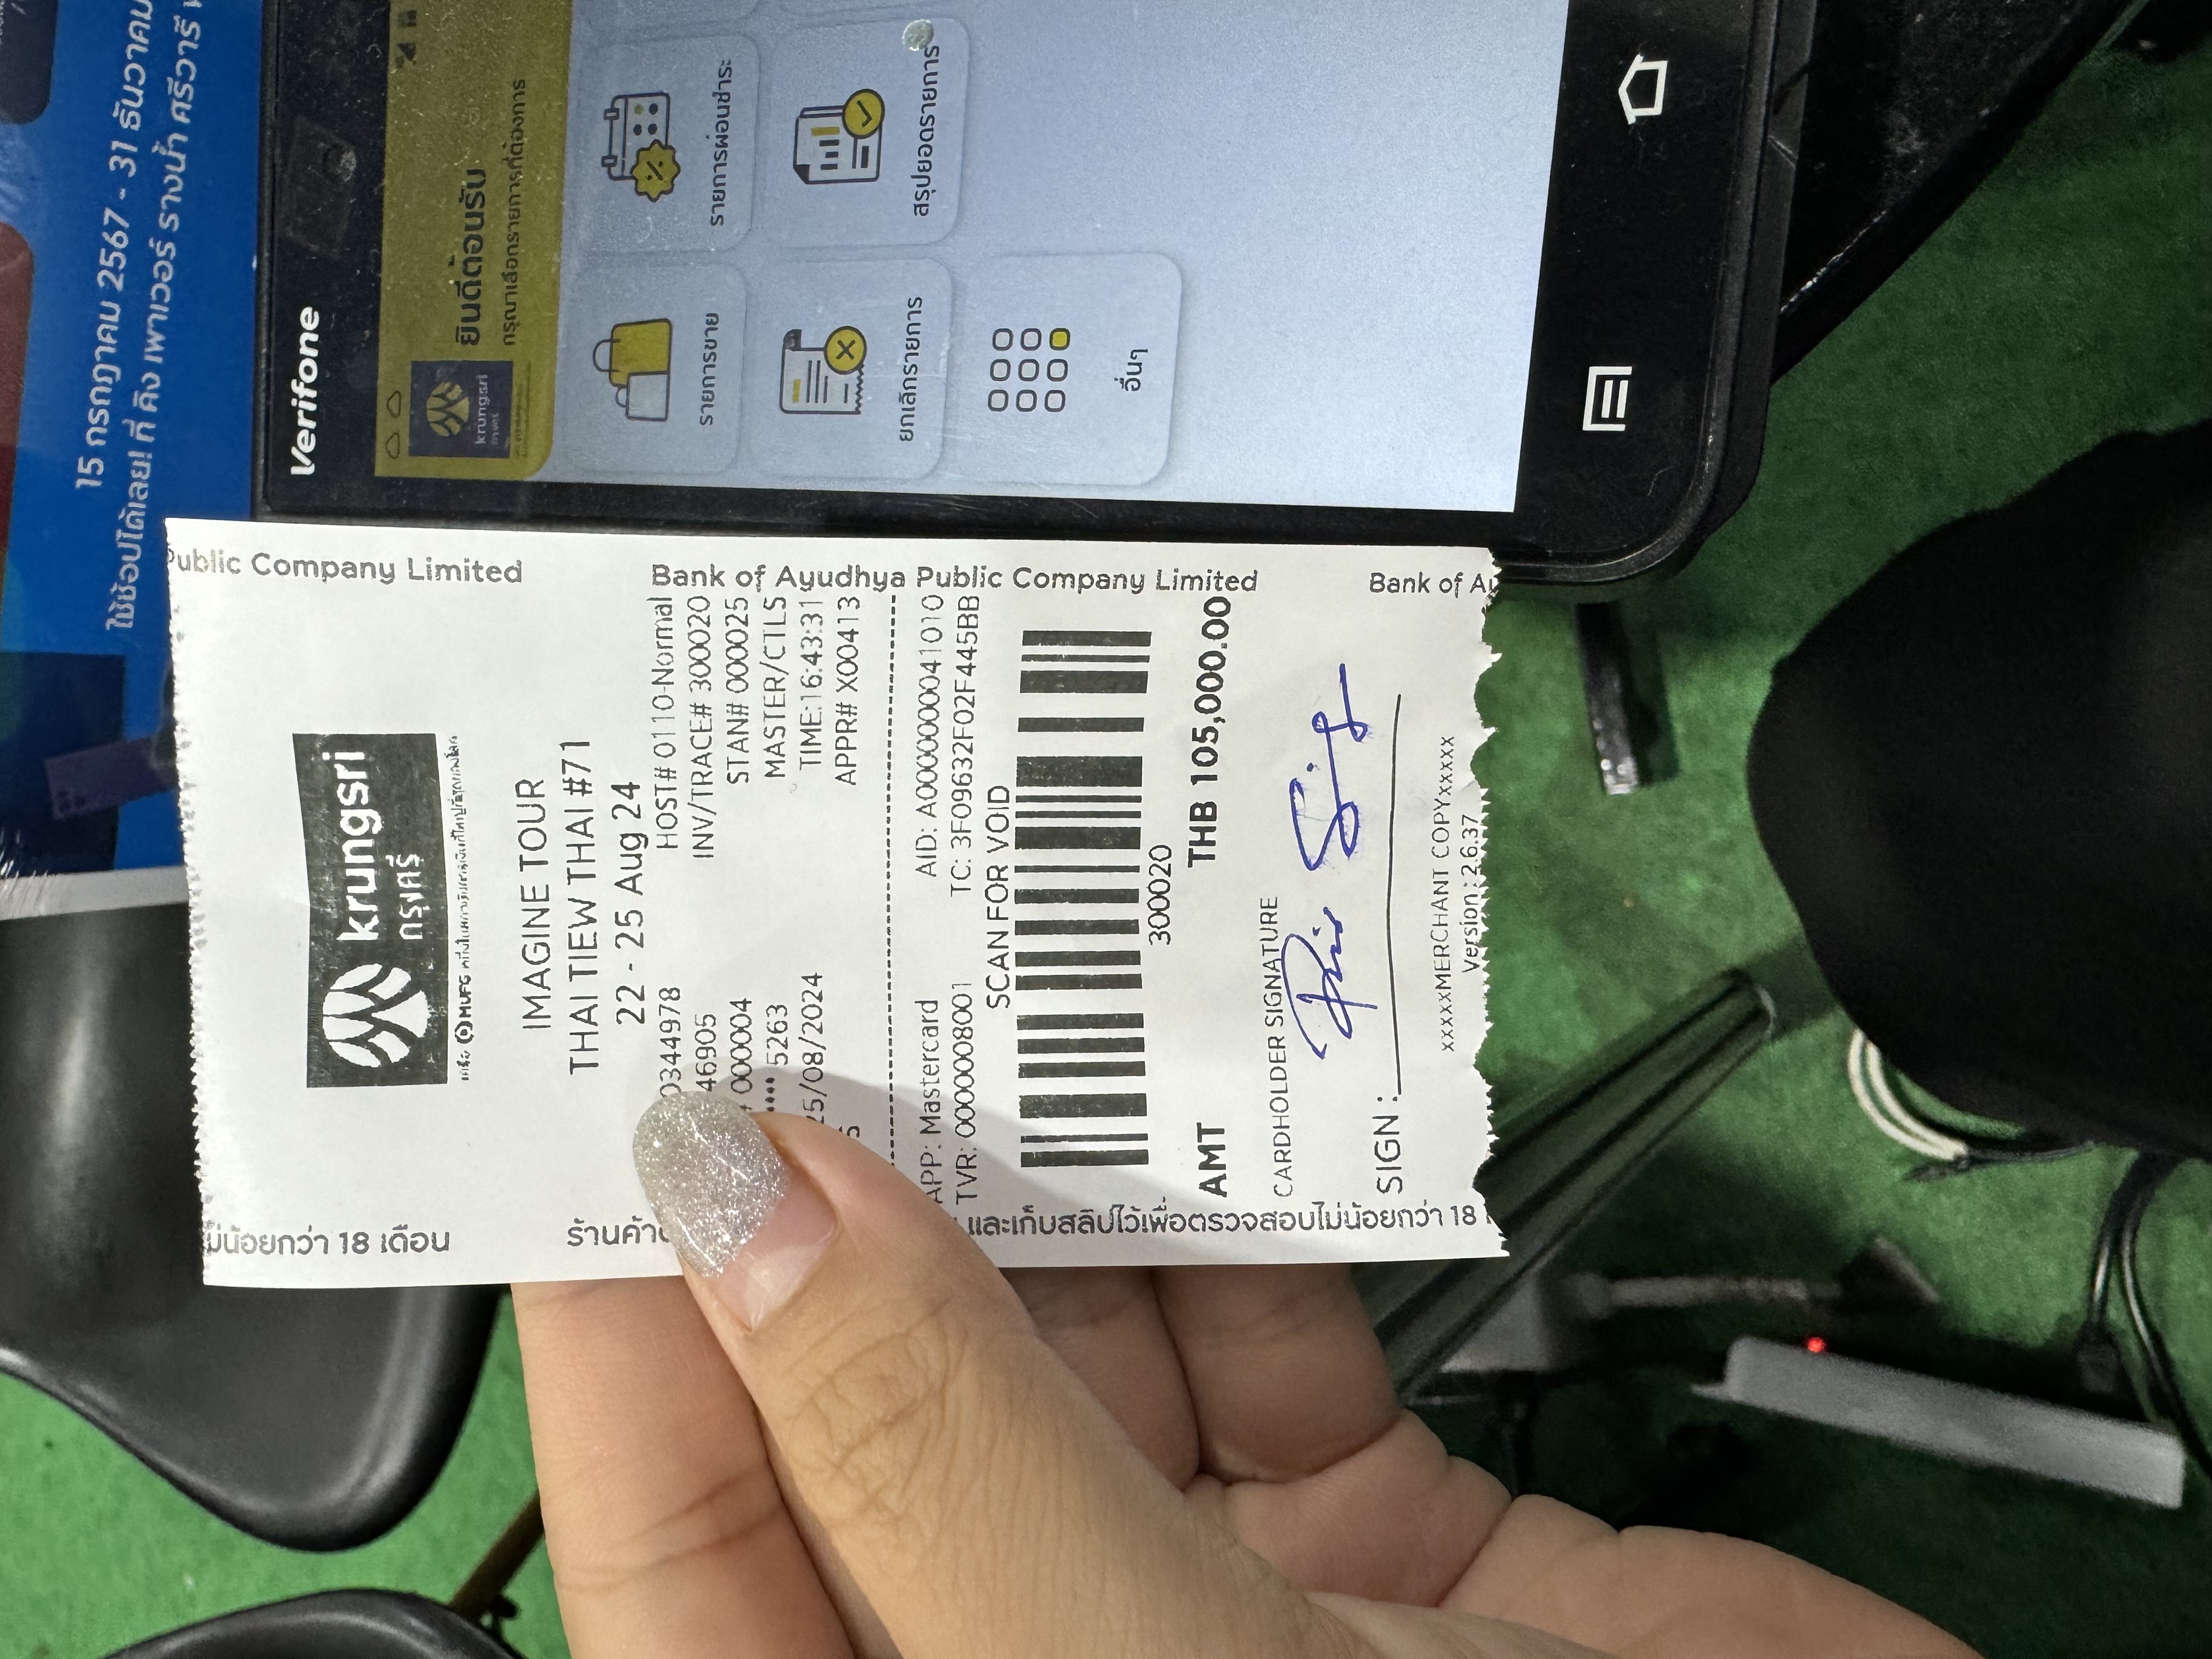 15 กรกฎาคม 2567 - 31 ธันวาคม
ใช้ช้อปได้เลย! ที่ คิง เพาเวอร์ รางน้ำ ศรีวารี
Verifone
krungsri
กรุงศรี
ยินดีต้อนรับ
กรุณาเลือกรายการที่ต้องการ
รายการขาย
รายการผ่อนชำระ
ยกเลิกรายการ
สรุปยอดรายการ
อื่นๆ
Public Company Limited
Bank of Ayudhya Public Company Limited
Bank of Ay
krungsri
กรุงศรี
MUFG
IMAGINE TOUR
THAI TIEW THAI #71
22 - 25 Aug 24
0344978 HOST# 0110-Normal
46905 INV/TRACE# 300020
# 000004 STAN# 000025
•••• 5263 MASTER/CTLS
25/08/2024 TIME:16:43:31
APPR# X00413
APP: Mastercard AID: A0000000041010
TVR: 0000008001 TC: 3F09632F02F445BB
SCAN FOR VOID
300020
AMT THB 105,000.00
CARDHOLDER SIGNATURE
SIGN :
xxxxxMERCHANT COPYxxxxx
Version: 2.6.37
ม่น้อยกว่า 18 เดือน
ร้านค้า
และเก็บสลิปไว้เพื่อตรวจสอบไม่น้อยกว่า 18